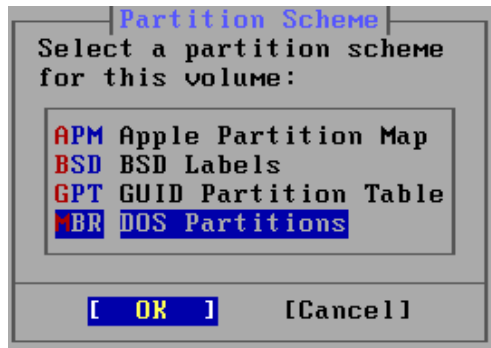 Partition Scheme
Select a partition scheme
for this volume:
APM Apple Partition Map
BSD BSD Labels
GPT GUID Partition Table
MBR DOS Partitions
[ OK ] [Cancel]